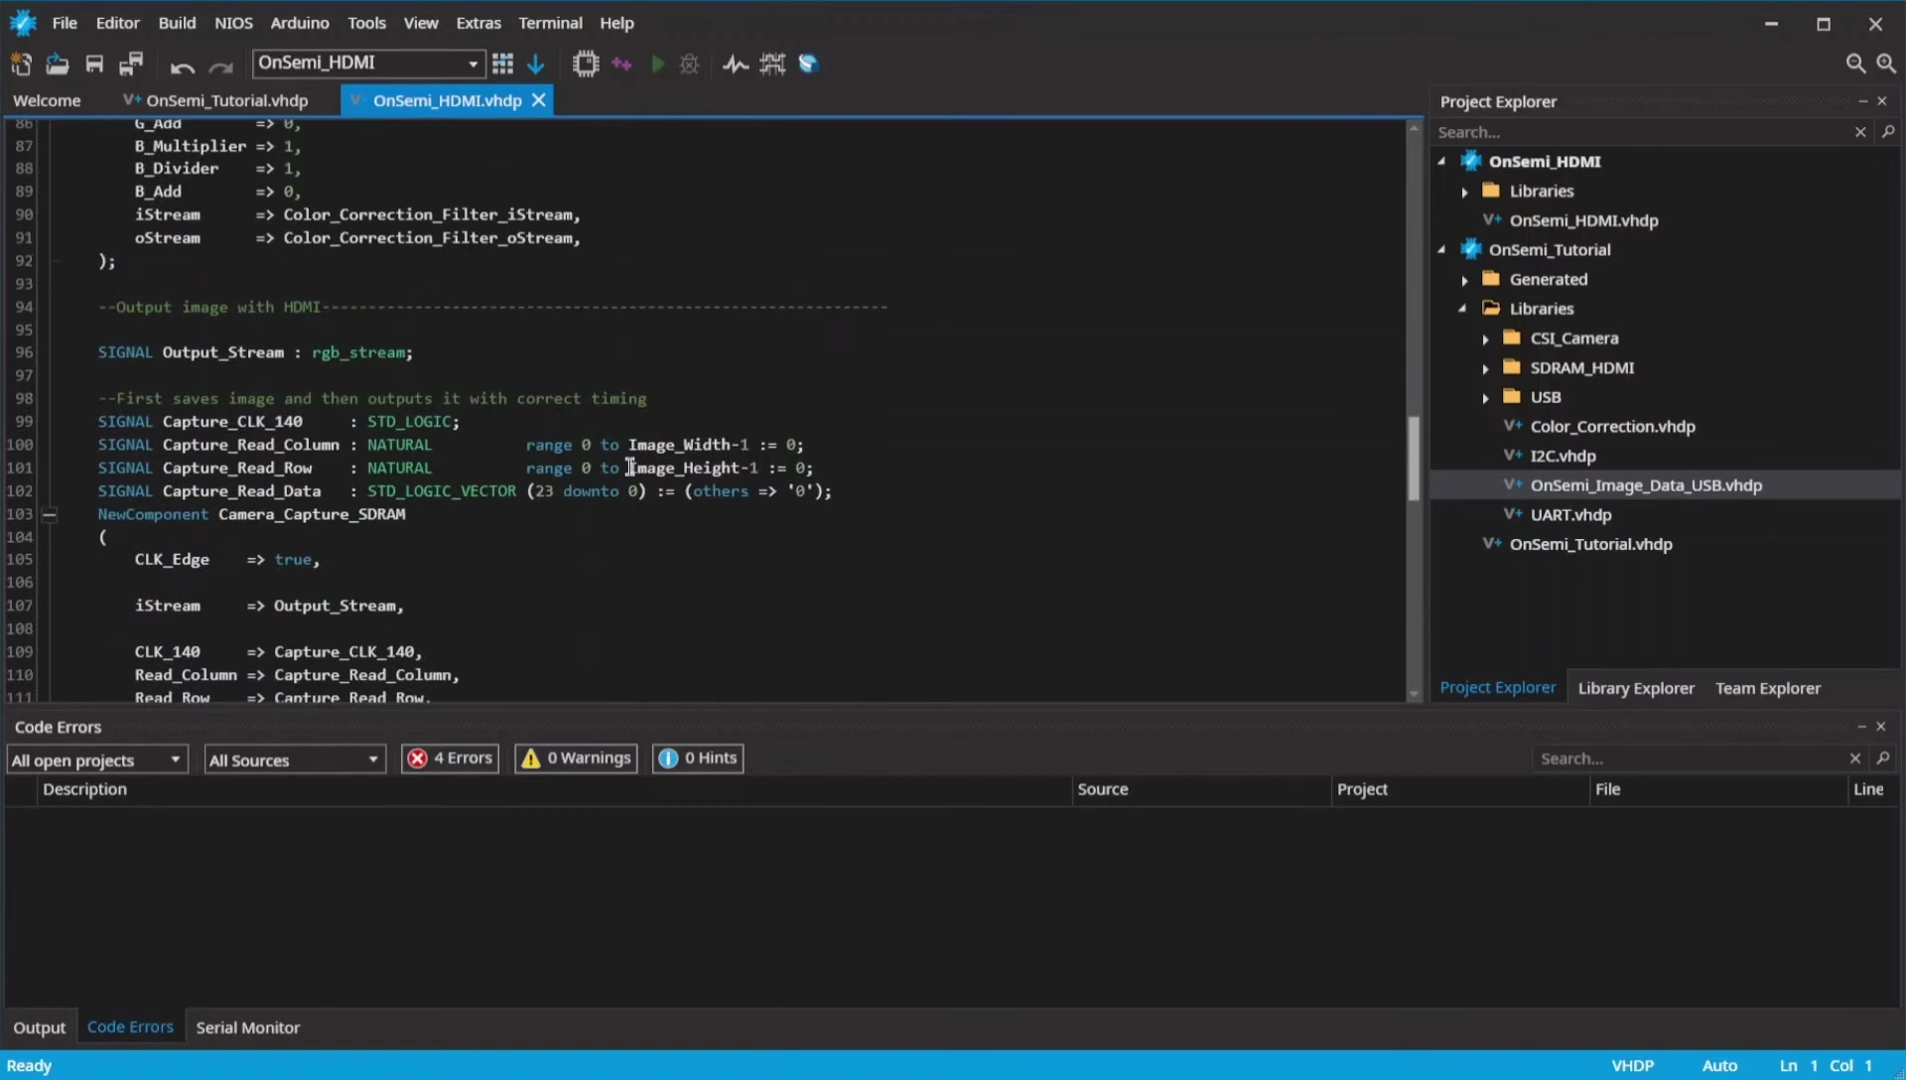 File Editor Build NIOS Arduino Tools View Extras Terminal Help
OnSemi_HDMI
Welcome V+ OnSemi_Tutorial.vhdp V+ OnSemi_HDMI.vhdp
86 G_Add => 0,
87 B_Multiplier => 1,
88 B_Divider => 1,
89 B_Add => 0,
90 iStream => Color_Correction_Filter_iStream,
91 oStream => Color_Correction_Filter_oStream,
92 );
93
94 --Output image with HDMI-------------------------------------------------------------
95
96 SIGNAL Output_Stream : rgb_stream;
97
98 --First saves image and then outputs it with correct timing
99 SIGNAL Capture_CLK_140 : STD_LOGIC;
100 SIGNAL Capture_Read_Column : NATURAL range 0 to Image_Width-1 := 0;
101 SIGNAL Capture_Read_Row : NATURAL range 0 to Image_Height-1 := 0;
102 SIGNAL Capture_Read_Data : STD_LOGIC_VECTOR (23 downto 0) := (others => '0');
103 NewComponent Camera_Capture_SDRAM
104 (
105 CLK_Edge => true,
106
107 iStream => Output_Stream,
108
109 CLK_140 => Capture_CLK_140,
110 Read_Column => Capture_Read_Column,
111 Read_Row => Capture_Read_Row,
Project Explorer
Search...
OnSemi_HDMI
Libraries
V+ OnSemi_HDMI.vhdp
OnSemi_Tutorial
Generated
Libraries
CSI_Camera
SDRAM_HDMI
USB
V+ Color_Correction.vhdp
V+ I2C.vhdp
V+ OnSemi_Image_Data_USB.vhdp
V+ UART.vhdp
V+ OnSemi_Tutorial.vhdp
Project Explorer Library Explorer Team Explorer
Code Errors
All open projects All Sources 4 Errors 0 Warnings 0 Hints Search...
Description Source Project File Line
Output Code Errors Serial Monitor
Ready VHDP Auto Ln 1 Col 1